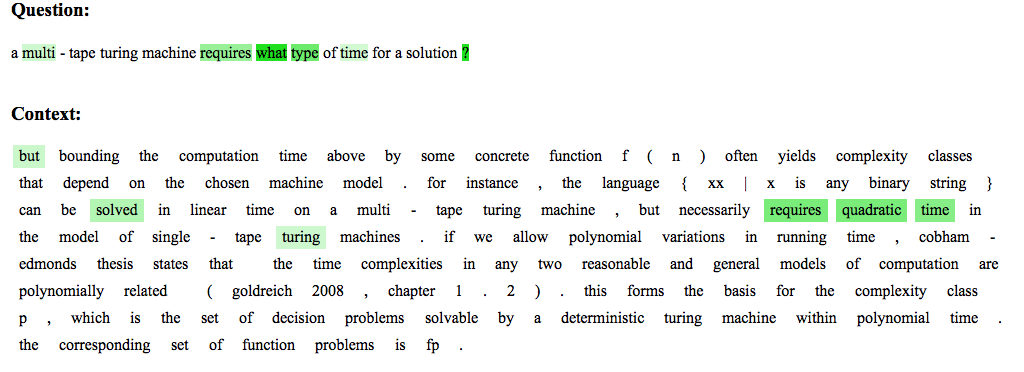 Question:
a multi - tape turing machine requires what type of time for a solution ?
Context:
but bounding the computation time above by some concrete function f ( n ) often yields complexity classes
that depend on the chosen machine model . for instance , the language { xx | x is any binary string }
can be solved in linear time on a multi - tape turing machine , but necessarily requires quadratic time in
the model of single - tape turing machines . if we allow polynomial variations in running time , cobham -
edmonds thesis states that the time complexities in any two reasonable and general models of computation are
polynomially related ( goldreich 2008 , chapter 1 . 2 ) . this forms the basis for the complexity class
p , which is the set of decision problems solvable by a deterministic turing machine within polynomial time .
the corresponding set of function problems is fp .